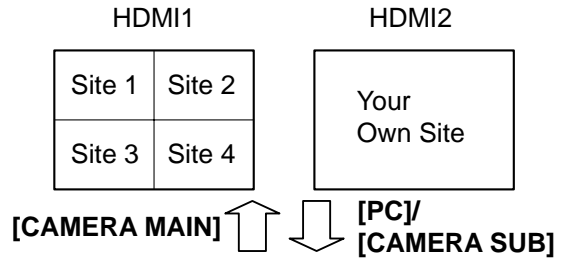 HDMI1 HDMI2
Site 1 Site 2
Site 3 Site 4
Your
Own Site
[CAMERA MAIN]
[PC]/
[CAMERA SUB]